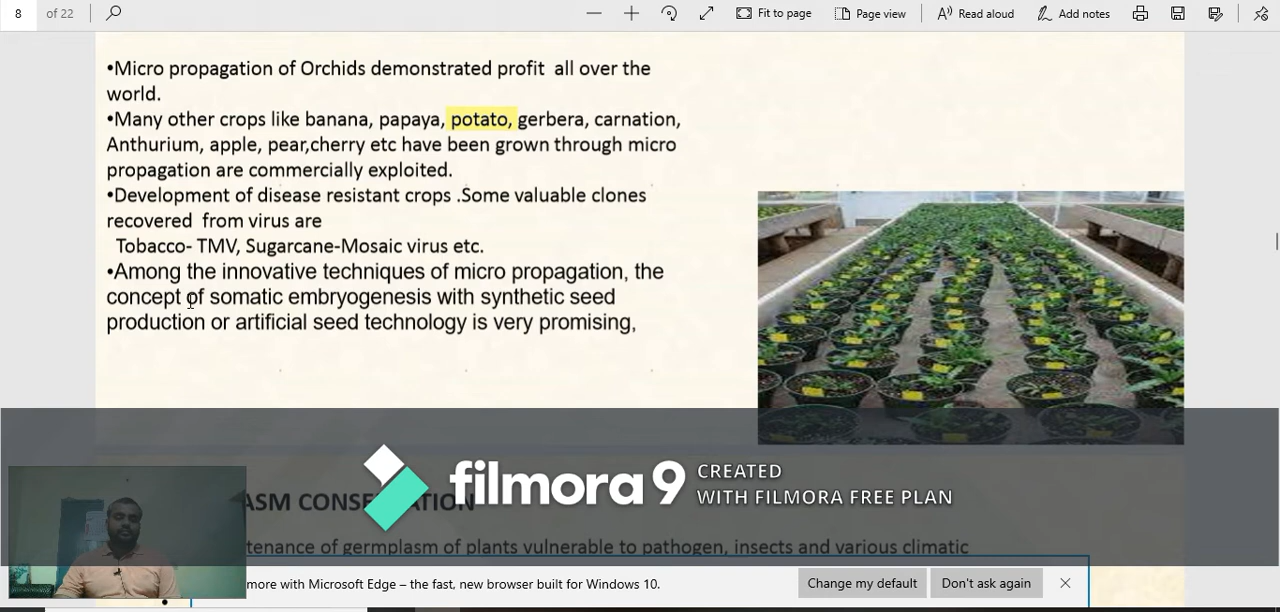 8 of 22
Fit to page
Page view
Read aloud
Add notes
•Micro propagation of Orchids demonstrated profit all over the
world.
•Many other crops like banana, papaya, potato, gerbera, carnation,
Anthurium, apple, pear,cherry etc have been grown through micro
propagation are commercially exploited.
•Development of disease resistant crops .Some valuable clones
recovered from virus are
Tobacco- TMV, Sugarcane-Mosaic virus etc.
•Among the innovative techniques of micro propagation, the
concept of somatic embryogenesis with synthetic seed
production or artificial seed technology is very promising,
filmora9 CREATED
WITH FILMORA FREE PLAN
ASM CONSERVATION
tenance of germplasm of plants vulnerable to pathogen, insects and various climatic
more with Microsoft Edge – the fast, new browser built for Windows 10.
Change my default
Don't ask again